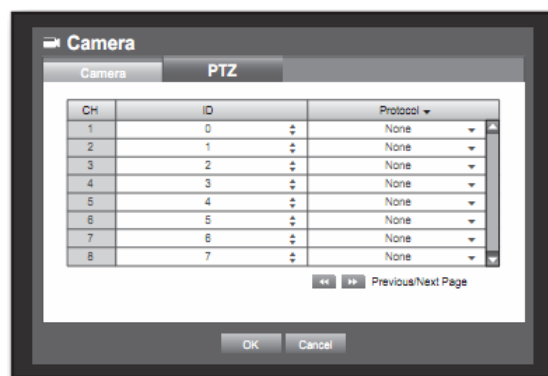 Camera
Camera PTZ
CH ID Protocol
1 0 None
2 1 None
3 2 None
4 3 None
5 4 None
6 5 None
7 6 None
8 7 None
Previous/Next Page
OK Cancel